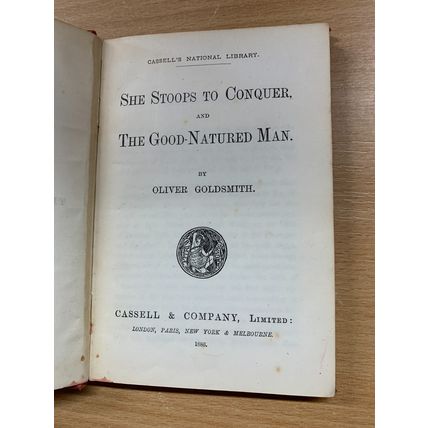 CASSELL'S NATIONAL LIBRARY.
SHE STOOPS TO CONQUER,
AND
THE GOOD-NATURED MAN.
BY
OLIVER GOLDSMITH.
CASSELL & COMPANY, LIMITED:
LONDON, PARIS, NEW YORK & MELBOURNE.